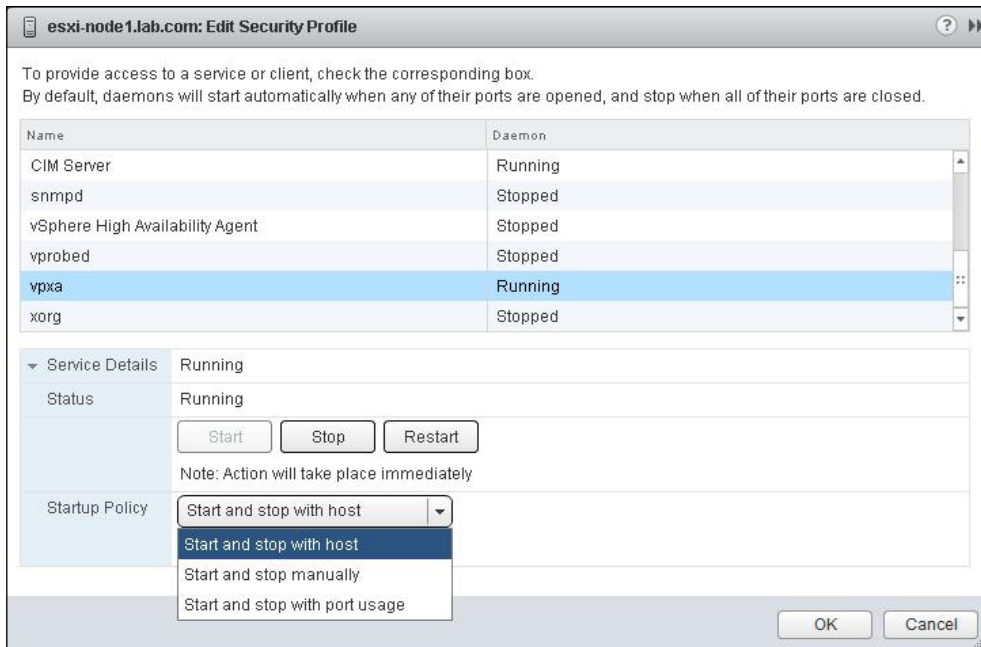 esxi-node1.lab.com: Edit Security Profile
To provide access to a service or client, check the corresponding box.
By default, daemons will start automatically when any of their ports are opened, and stop when all of their ports are closed.
Name Daemon
CIM Server Running
snmpd Stopped
vSphere High Availability Agent Stopped
vprobed Stopped
vpxa Running
xorg Stopped
Service Details Running
Status Running
Start Stop Restart
Note: Action will take place immediately
Startup Policy Start and stop with host
Start and stop with host
Start and stop manually
Start and stop with port usage
OK Cancel